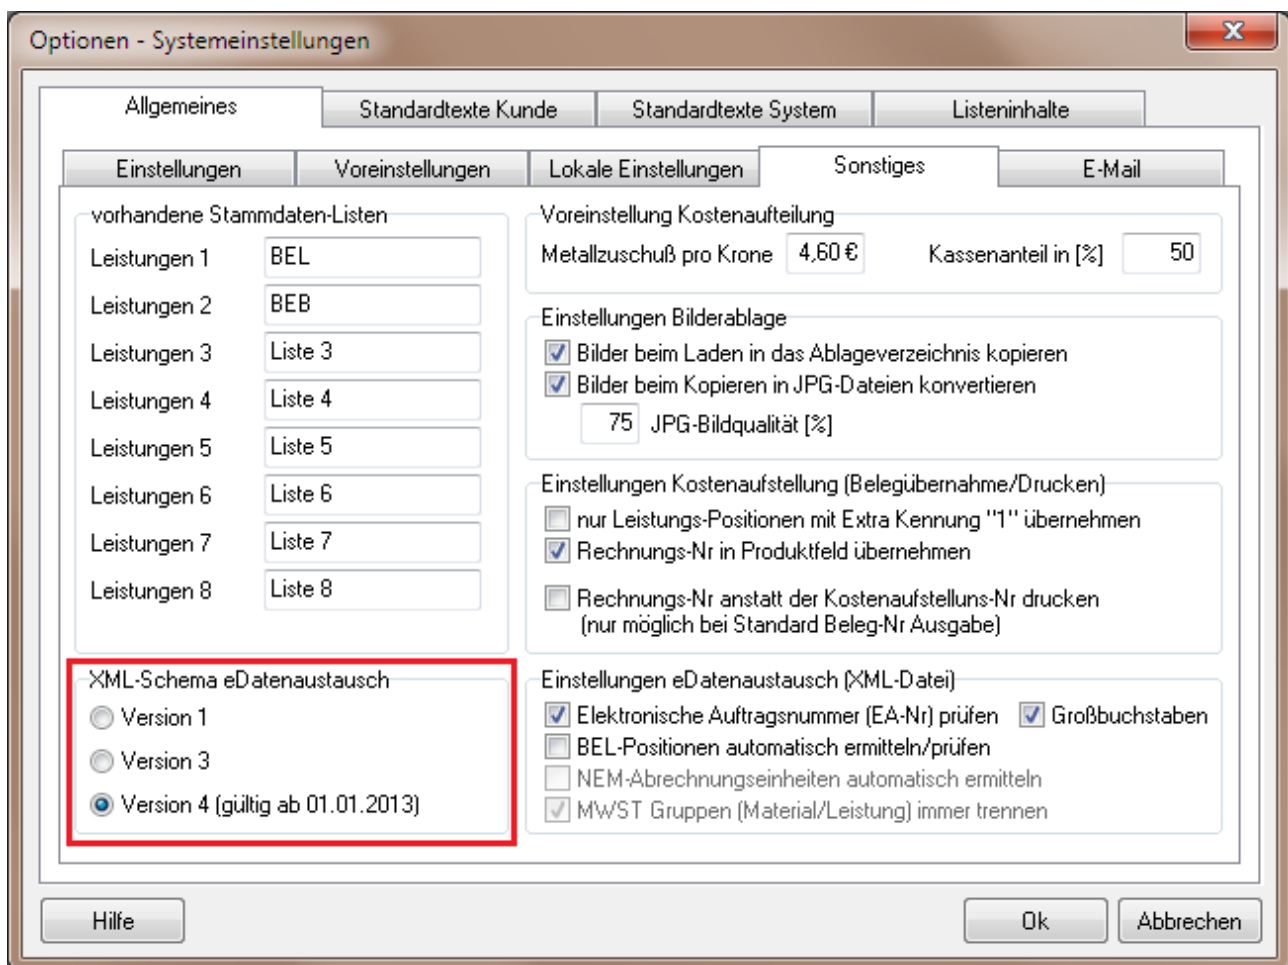 Optionen - Systemeinstellungen
Allgemeines
Standardtexte Kunde
Standardtexte System
Listeninhalte
Einstellungen
Voreinstellungen
Lokale Einstellungen
Sonstiges
E-Mail
vorhandene Stammdaten-Listen
Leistungen 1 BEL
Leistungen 2 BEB
Leistungen 3 Liste 3
Leistungen 4 Liste 4
Leistungen 5 Liste 5
Leistungen 6 Liste 6
Leistungen 7 Liste 7
Leistungen 8 Liste 8
XML-Schema eDatenaustausch
Version 1
Version 3
Version 4 (gültig ab 01.01.2013)
Voreinstellung Kostenaufteilung
Metallzuschuß pro Krone 4,60 € Kassenanteil in [%] 50
Einstellungen Bilderablage
Bilder beim Laden in das Ablageverzeichnis kopieren
Bilder beim Kopieren in JPG-Dateien konvertieren
75 JPG-Bildqualität [%]
Einstellungen Kostenaufstellung (Belegübernahme/Drucken)
nur Leistungs-Positionen mit Extra Kennung "1" übernehmen
Rechnungs-Nr in Produktfeld übernehmen
Rechnungs-Nr anstatt der Kostenaufstelluns-Nr drucken
(nur möglich bei Standard Beleg-Nr Ausgabe)
Einstellungen eDatenaustausch (XML-Datei)
Elektronische Auftragsnummer (EA-Nr) prüfen Großbuchstaben
BEL-Positionen automatisch ermitteln/prüfen
NEM-Abrechnungseinheiten automatisch ermitteln
MWST Gruppen (Material/Leistung) immer trennen
Hilfe
Ok
Abbrechen